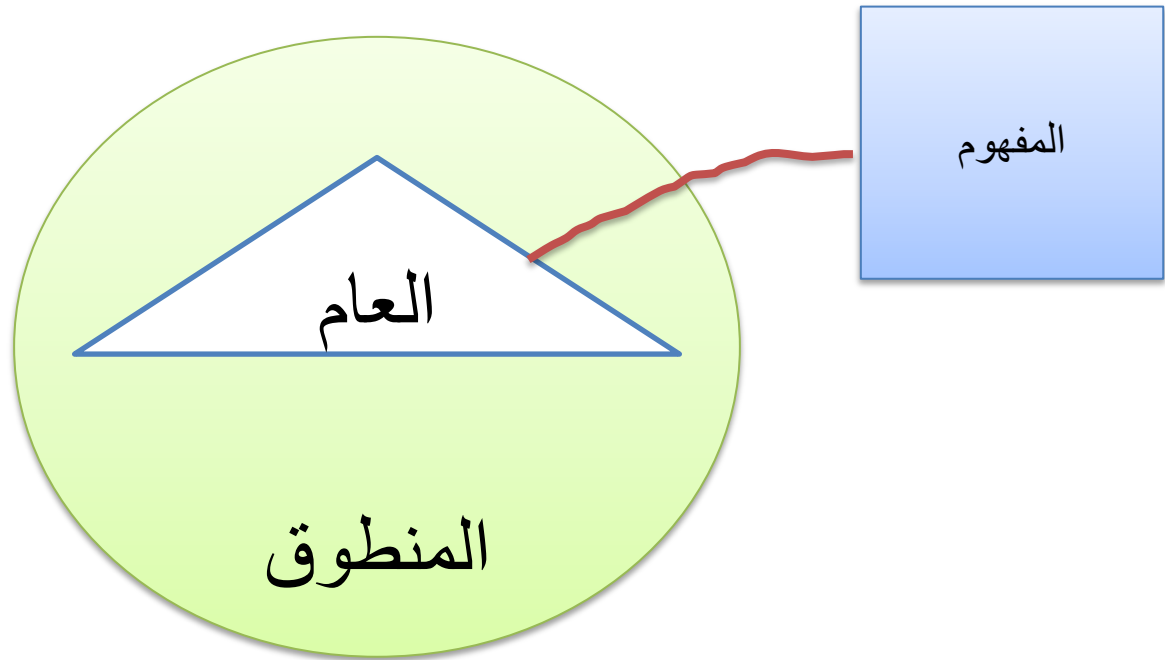 المفهوم
العام
المنطوق